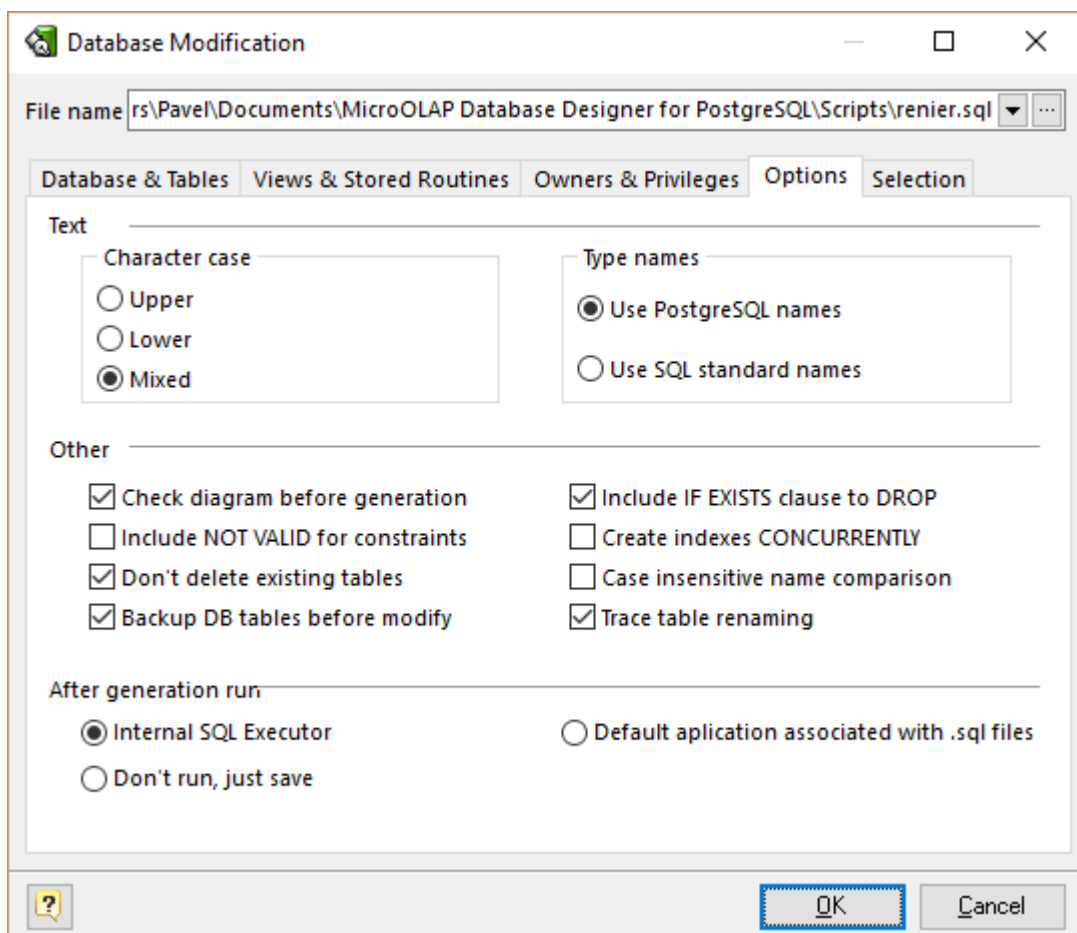 Database Modification
File name rs\Pavel\Documents\MicroOLAP Database Designer for PostgreSQL\Scripts\renier.sql ...
Database & Tables Views & Stored Routines Owners & Privileges Options Selection
Text
Character case
Upper
Lower
Mixed
Type names
Use PostgreSQL names
Use SQL standard names
Other
Check diagram before generation
Include NOT VALID for constraints
Don't delete existing tables
Backup DB tables before modify
Include IF EXISTS clause to DROP
Create indexes CONCURRENTLY
Case insensitive name comparison
Trace table renaming
After generation run
Internal SQL Executor
Default aplication associated with .sql files
Don't run, just save
?
OK Cancel